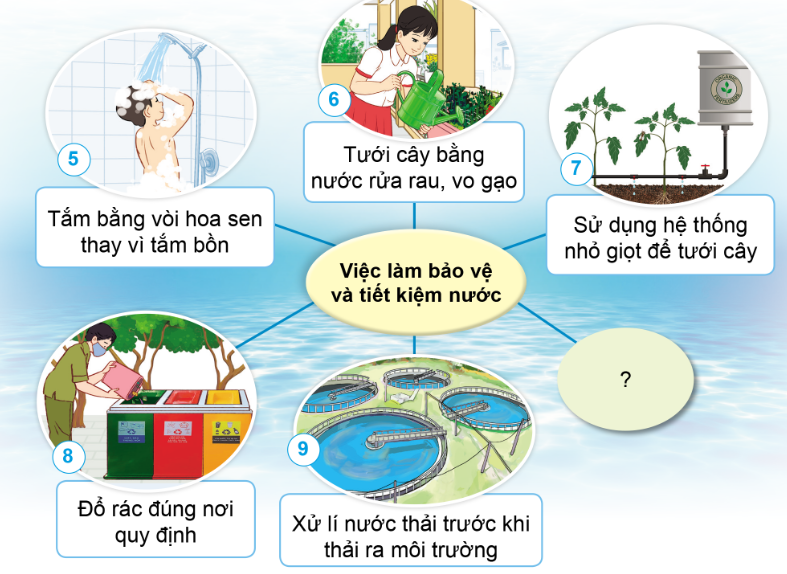 5
6
7
ORGANIC
Tắm bằng vòi hoa sen
thay vì tắm bồn
Tưới cây bằng
nước rửa rau, vo gạo
Sử dụng hệ thống
nhỏ giọt để tưới cây
Việc làm bảo vệ
và tiết kiệm nước
?
8
9
Đổ rác đúng nơi
quy định
Xử lí nước thải trước khi
thải ra môi trường